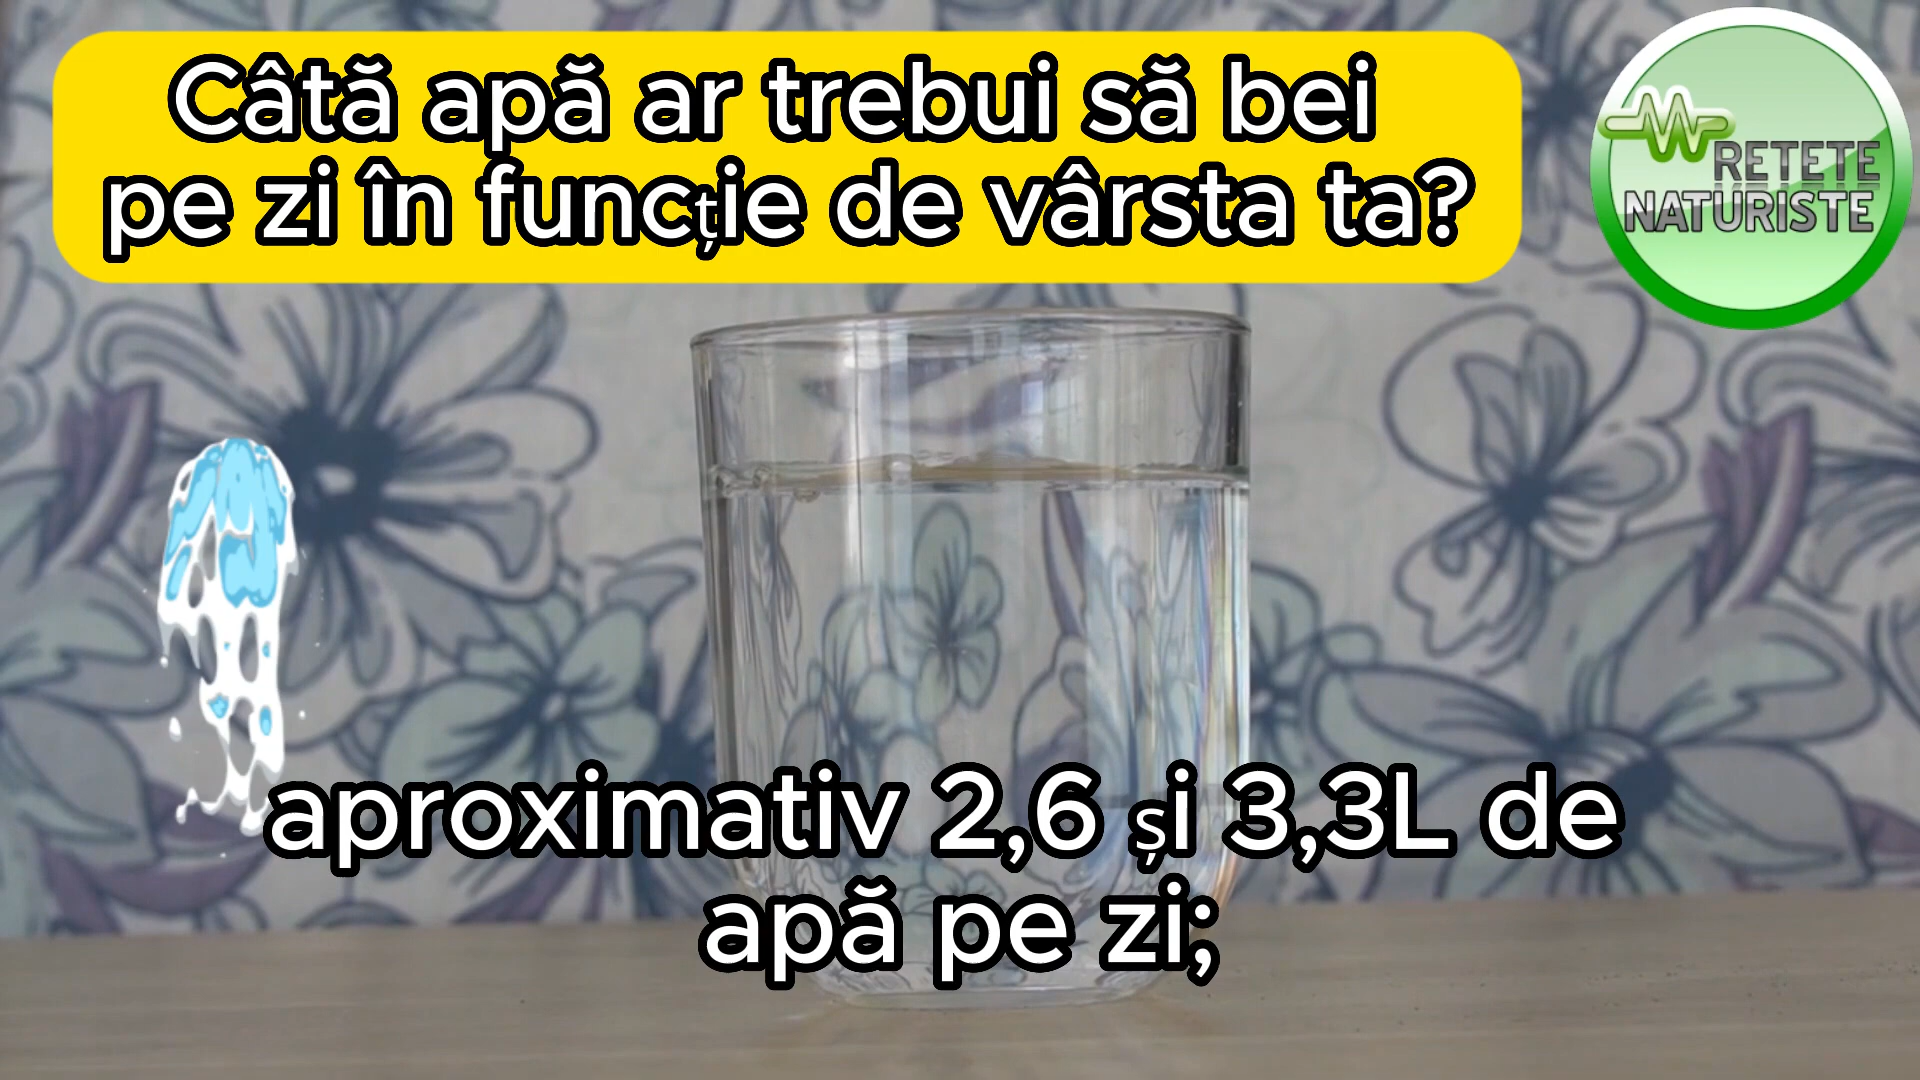 Câtă apă ar trebui să bei
pe zi în funcție de vârsta ta?
RETETE
NATURISTE
aproximativ 2,6 și 3,3L de
apă pe zi;